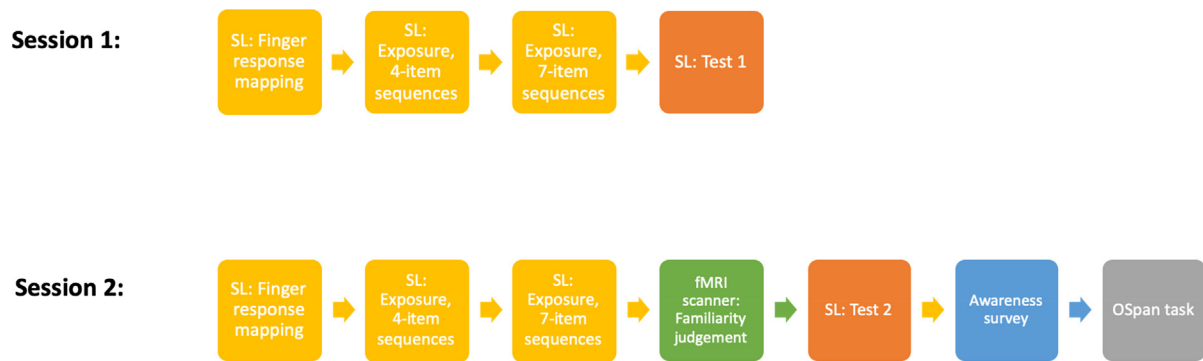 Session 1:
SL: Finger
response
mapping
SL:
Exposure,
4-item
sequences
SL:
Exposure,
7-item
sequences
SL: Test 1
Session 2:
SL: Finger
response
mapping
SL:
Exposure,
4-item
sequences
SL:
Exposure,
7-item
sequences
fMRI
scanner:
Familiarity
judgement
SL: Test 2
Awareness
survey
OSpan task